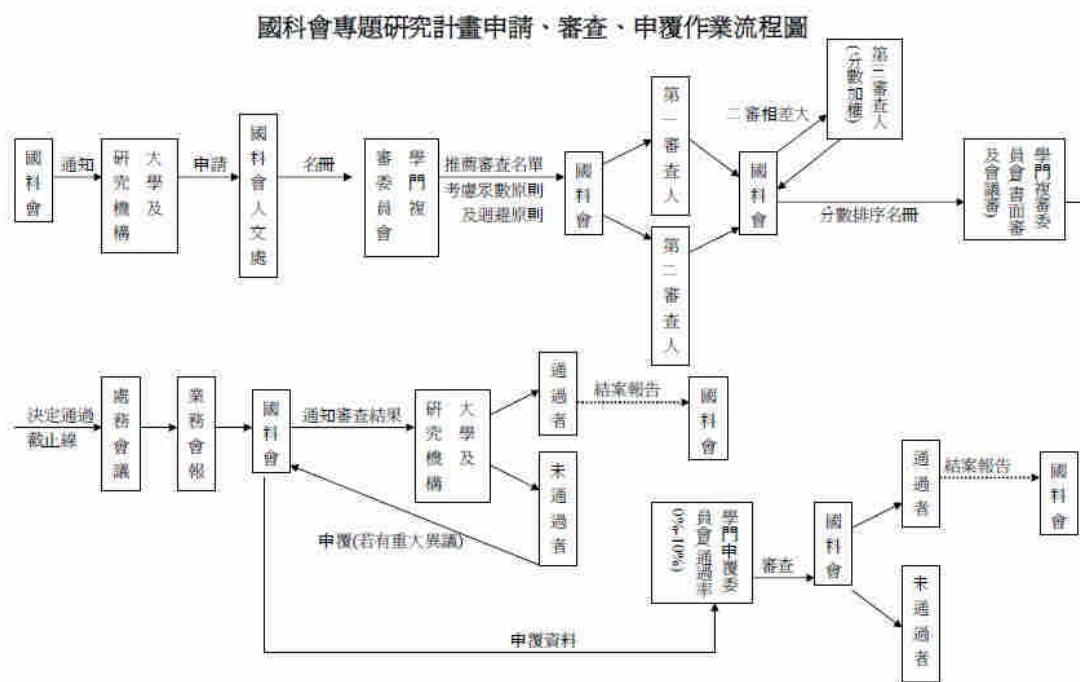 國科會專題研究計畫申請、審查、申覆作業流程圖
國科會
通知
大學及
研究機構
申請
國科會人文處
名冊
學門複
審委員會
推薦審查名單
考慮眾數原則
及迴避原則
國科會
第一審查人
第二審查人
國科會
二審相差大
第三審查人
(分數加權)
分數排序名冊
學門複審委
員會(書面審
及會議審)
決定通過
截止線
處務會議
業務會報
國科會
通知審查結果
大學及
研究機構
通過者
結案報告
國科會
未通過者
申覆(若有重大異議)
申覆資料
學門申覆委
員會(通過率
0%-10%)
審查
國科會
通過者
結案報告
國科會
未通過者